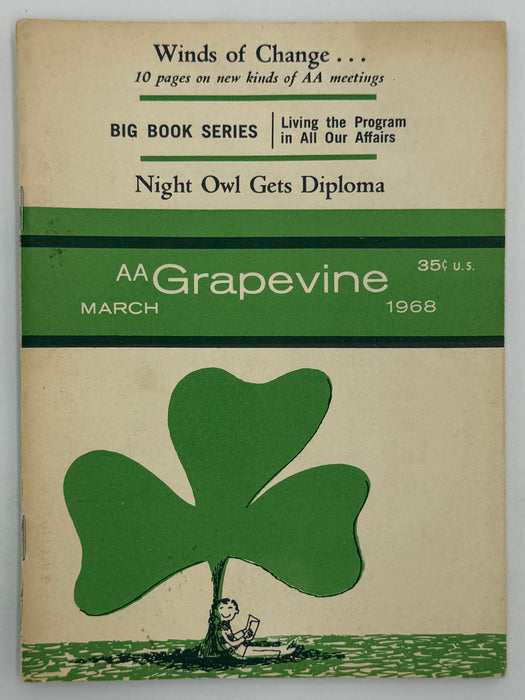 Winds of Change . . .
10 pages on new kinds of AA meetings
BIG BOOK SERIES
Living the Program
in All Our Affairs
Night Owl Gets Diploma
AA Grapevine
35¢ U.S.
MARCH
1968